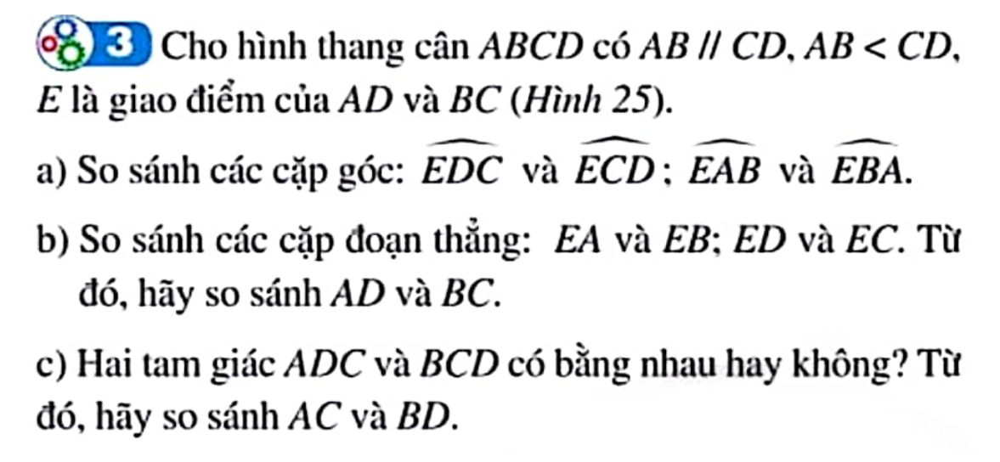 3 Cho hình thang cân ABCD có AB // CD, AB < CD,
E là giao điểm của AD và BC (Hình 25).
a) So sánh các cặp góc: $\widehat{EDC}$ và $\widehat{ECD}$ ; $\widehat{EAB}$ và $\widehat{EBA}$.
b) So sánh các cặp đoạn thẳng: EA và EB; ED và EC. Từ
đó, hãy so sánh AD và BC.
c) Hai tam giác ADC và BCD có bằng nhau hay không? Từ
đó, hãy so sánh AC và BD.